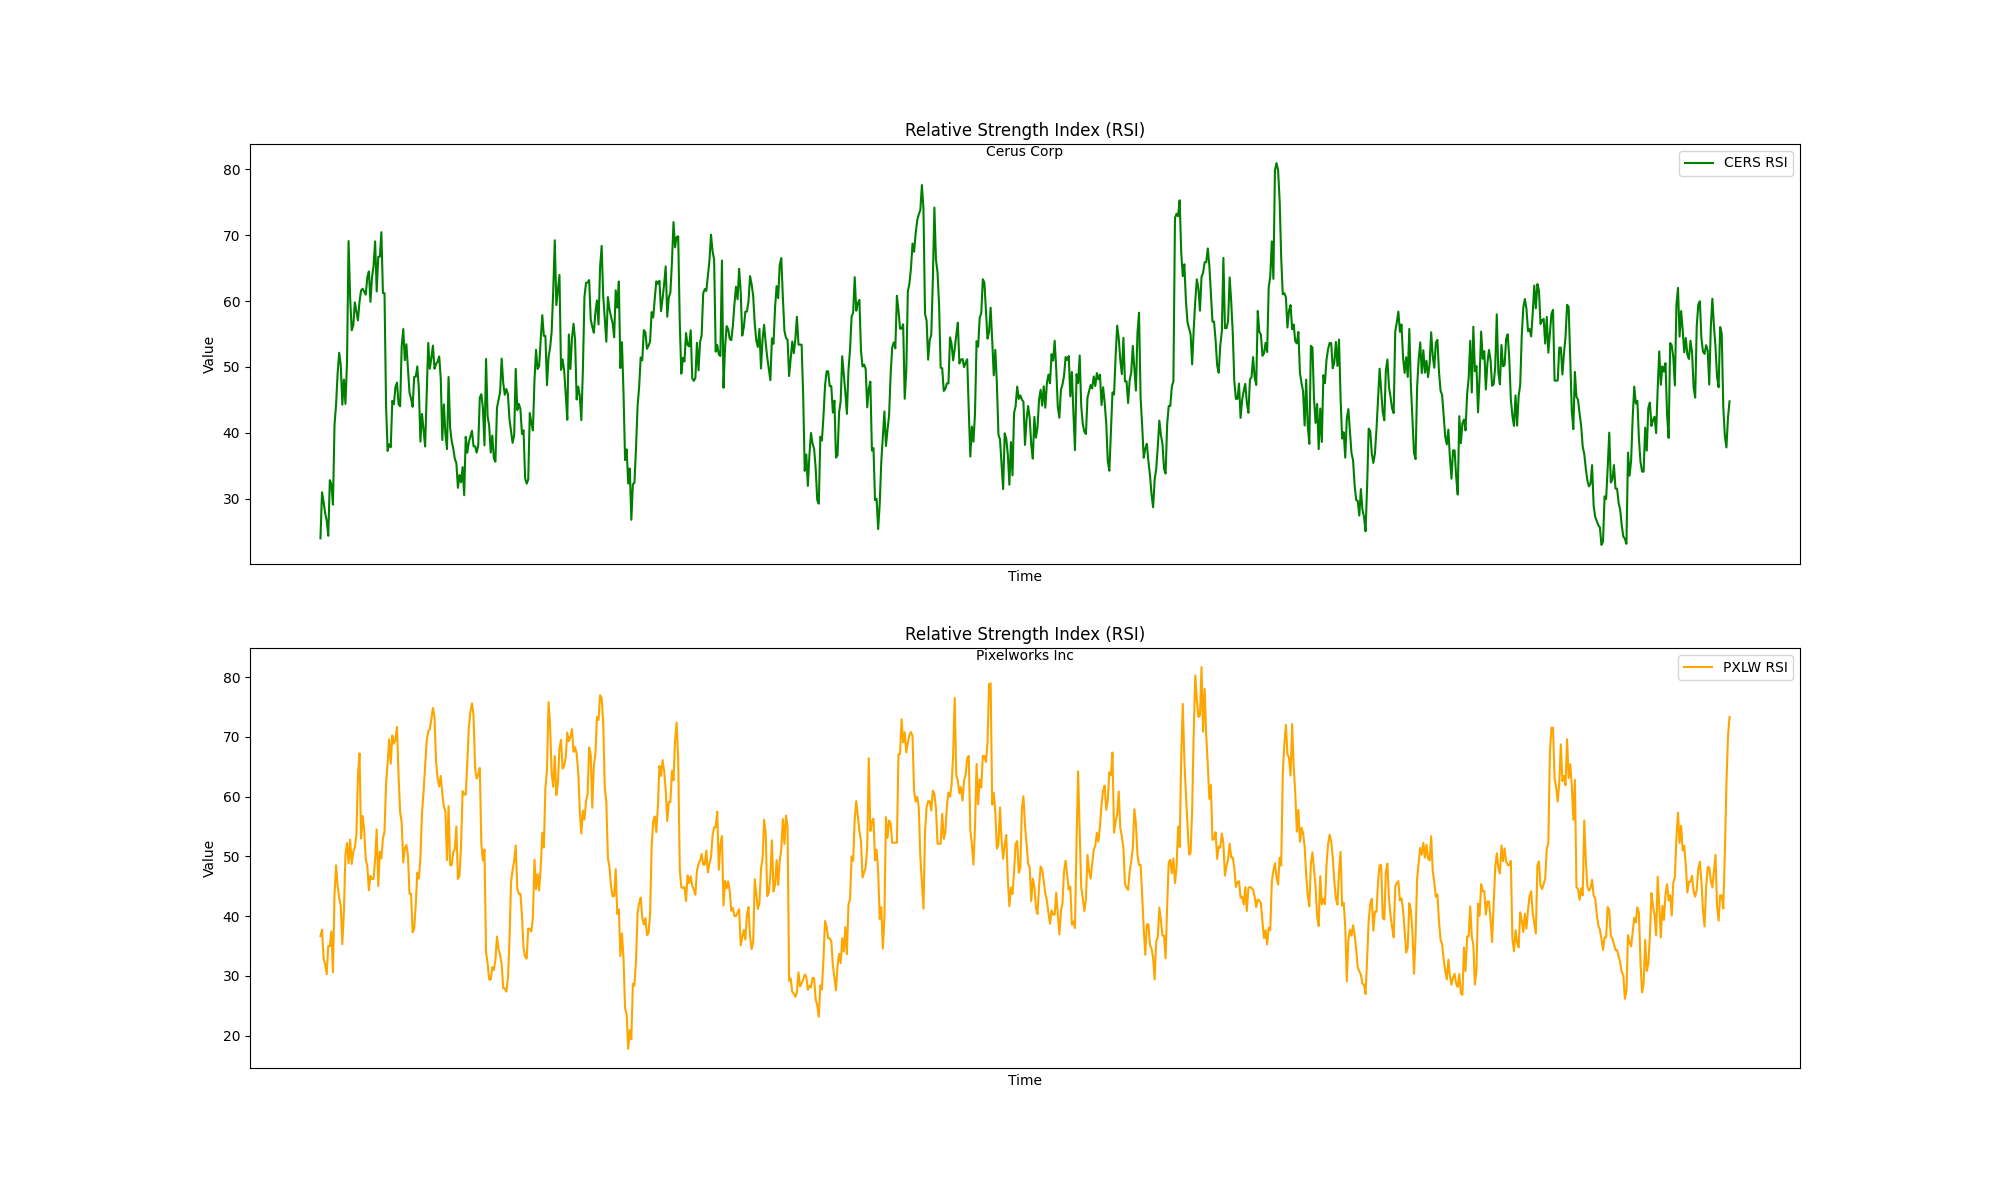 Relative Strength Index (RSI)
Cerus Corp
CERS RSI
80
70
60
50
40
30
Value
Time
Relative Strength Index (RSI)
Pixelworks Inc
PXLW RSI
80
70
60
50
40
30
20
Value
Time